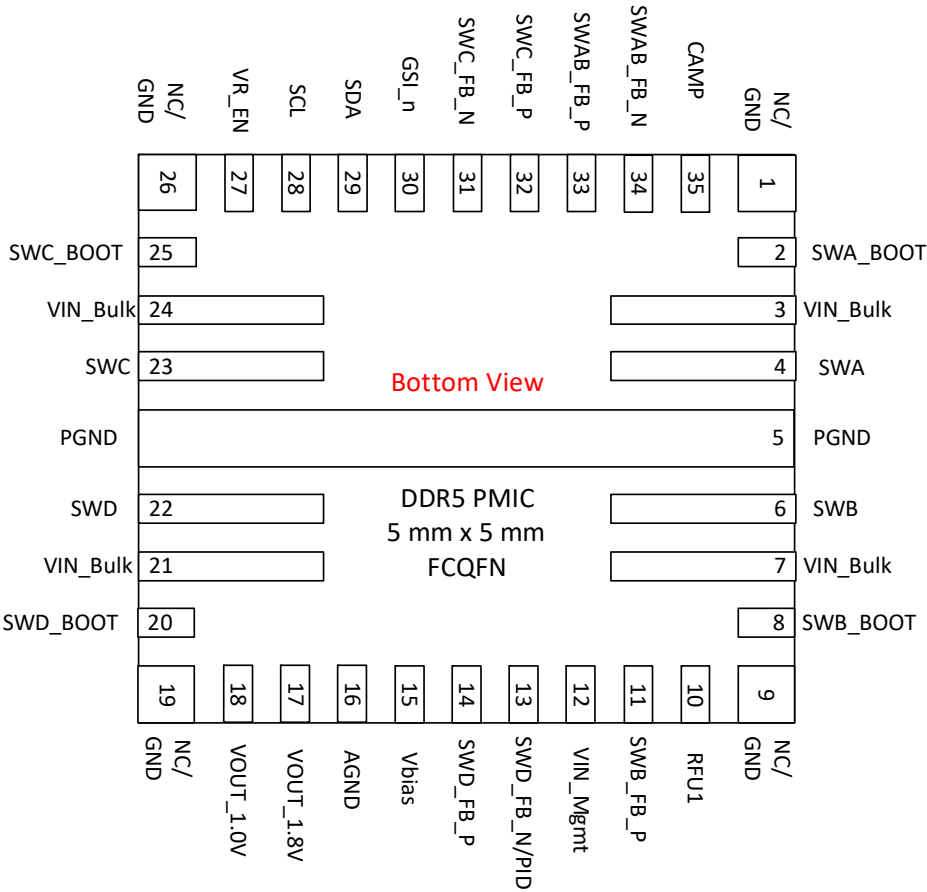 NC/
GND
VR_EN
SCL
SDA
GSI_n
SWC_FB_N
SWC_FB_P
SWAB_FB_P
SWAB_FB_N
CAMP
NC/
GND
26
27
28
29
30
31
32
33
34
35
1
SWC_BOOT
25
2
SWA_BOOT
VIN_Bulk
24
3
VIN_Bulk
SWC
23
4
SWA
Bottom View
PGND
5
PGND
DDR5 PMIC
5 mm x 5 mm
FCQFN
SWD
22
6
SWB
VIN_Bulk
21
7
VIN_Bulk
SWD_BOOT
20
8
SWB_BOOT
19
18
17
16
15
14
13
12
11
10
9
NC/
GND
VOUT_1.0V
VOUT_1.8V
AGND
Vbias
SWD_FB_P
SWD_FB_N/PID
VIN_Mgmt
SWB_FB_P
RFU1
NC/
GND